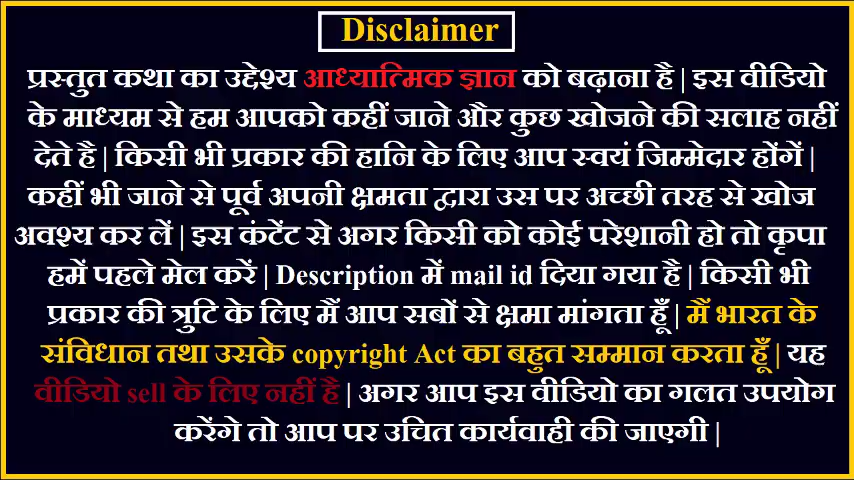 Disclaimer
प्रस्तुत कथा का उद्देश्य आध्यात्मिक ज्ञान को बढ़ाना है | इस वीडियो
के माध्यम से हम आपको कहीं जाने और कुछ खोजने की सलाह नहीं
देते है | किसी भी प्रकार की हानि के लिए आप स्वयं जिम्मेदार होंगें |
कहीं भी जाने से पूर्व अपनी क्षमता द्वारा उस पर अच्छी तरह से खोज
अवश्य कर लें | इस कंटेंट से अगर किसी को कोई परेशानी हो तो कृपा
हमें पहले मेल करें | Description में mail id दिया गया है | किसी भी
प्रकार की त्रुटि के लिए मैं आप सबों से क्षमा मांगता हूँ | मैं भारत के
संविधान तथा उसके copyright Act का बहुत सम्मान करता हूँ | यह
वीडियो sell के लिए नहीं है | अगर आप इस वीडियो का गलत उपयोग
करेंगे तो आप पर उचित कार्यवाही की जाएगी |